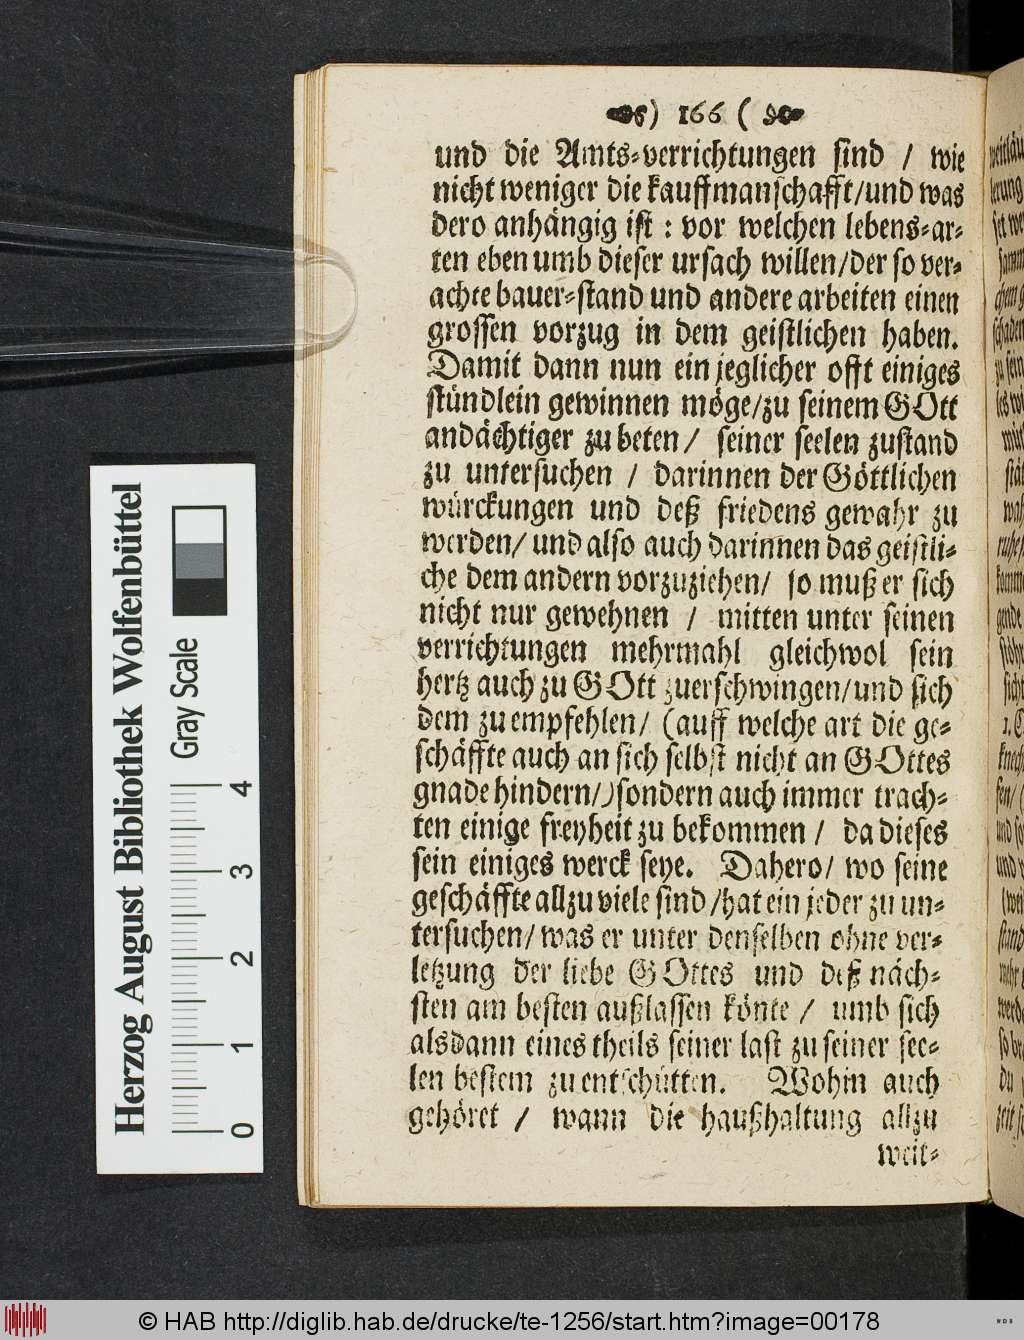 ) 166 (
und die Amts-verrichtungen sind / wie
nicht weniger die kauffmanschafft/und was
dero anhängig ist : vor welchen lebens-ar-
ten eben umb dieser ursach willen/der so ver-
achte bauer-stand und andere arbeiten einen
grossen vorzug in dem geistlichen haben.
Damit dann nun ein jeglicher offt einiges
stündlein gewinnen möge/zu seinem GOtt
andächtiger zu beten/ seiner seelen zustand
zu untersuchen / darinnen der Göttlichen
würckungen und deß friedens gewahr zu
werden/ und also auch darinnen das geistli-
che dem andern vorzuziehen/ so muß er sich
nicht nur gewehnen / mitten unter seinen
verrichtungen mehrmahl gleichwol sein
hertz auch zu GOtt zuerschwingen/und sich
dem zu empfehlen/ (auff welche art die ge-
schäffte auch an sich selbst nicht an GOttes
gnade hindern/) sondern auch immer trach-
ten einige freyheit zu bekommen / da dieses
sein einiges werck seye. Dahero/ wo seine
geschäffte allzu viele sind /hat ein jeder zu un-
tersuchen/ was er unter denselben ohne ver-
letzung der liebe GOttes und deß näch-
sten am besten außlassen könte / umb sich
alsdann eines theils seiner last zu seiner see-
len bestem zu entschütten. Wohin auch
gehöret / wann die haußhaltung allzu
weit-
Herzog August Bibliothek Wolfenbüttel
Gray Scale
0 1 2 3 4
© HAB http://diglib.hab.de/drucke/te-1256/start.htm?image=00178